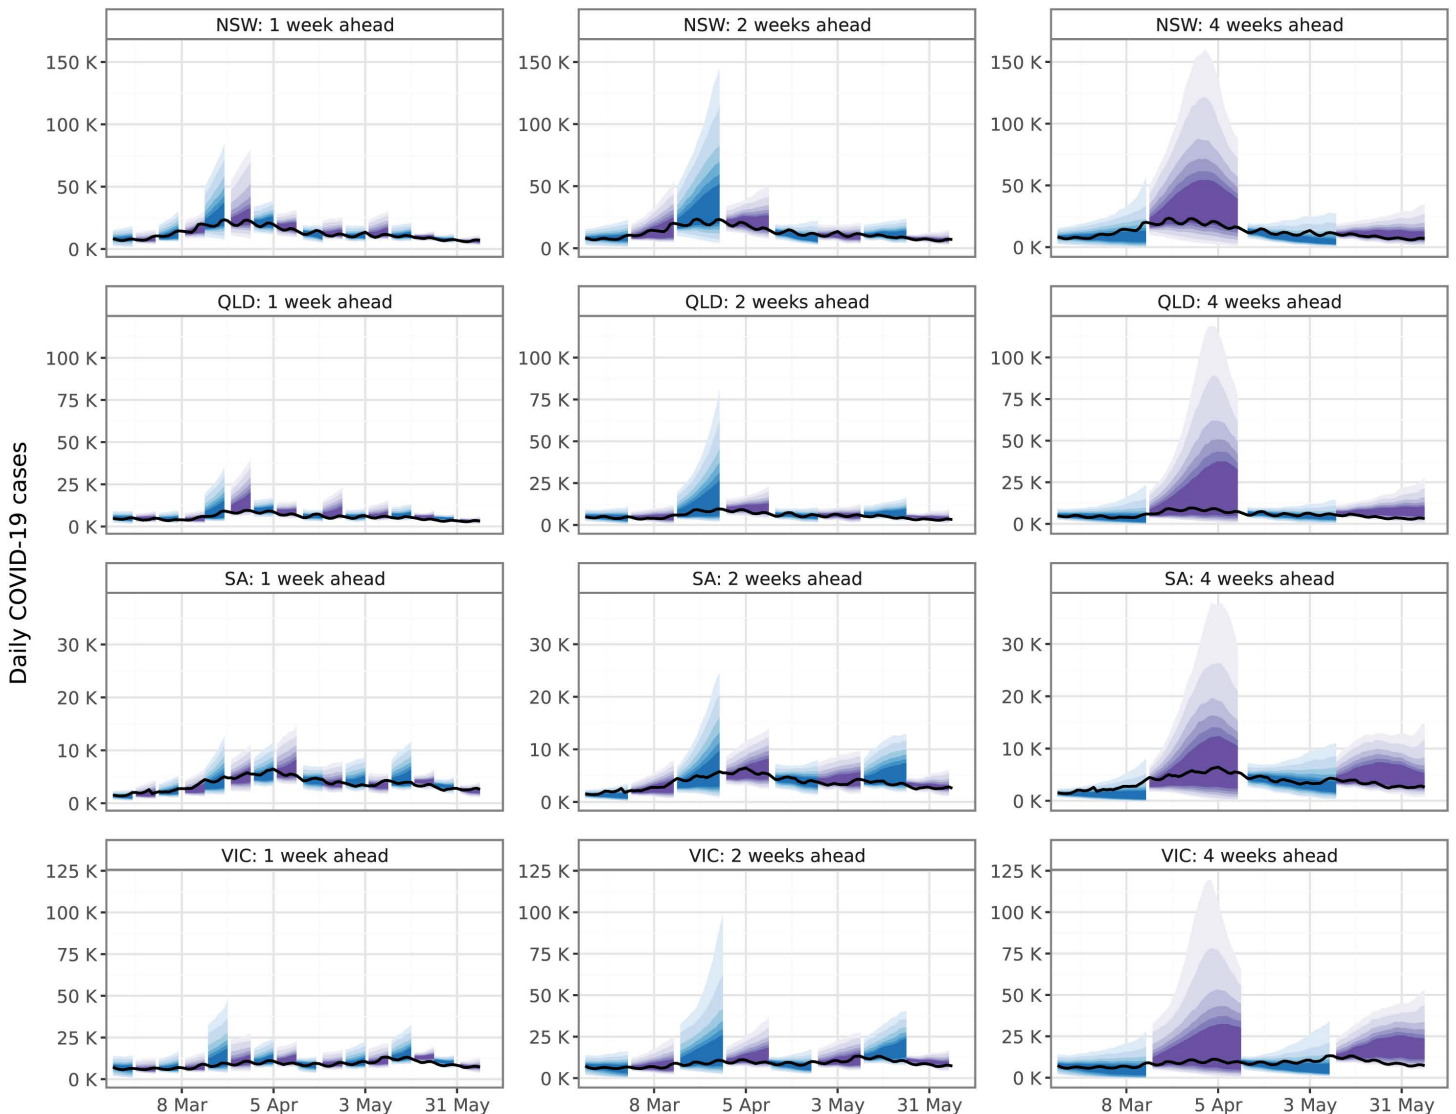 NSW: 1 week ahead
NSW: 2 weeks ahead
NSW: 4 weeks ahead
150 K
100 K
50 K
0 K
150 K
100 K
50 K
0 K
150 K
100 K
50 K
0 K
QLD: 1 week ahead
QLD: 2 weeks ahead
QLD: 4 weeks ahead
100 K
75 K
50 K
25 K
0 K
100 K
75 K
50 K
25 K
0 K
100 K
75 K
50 K
25 K
0 K
Daily COVID-19 cases
SA: 1 week ahead
SA: 2 weeks ahead
SA: 4 weeks ahead
30 K
20 K
10 K
0 K
30 K
20 K
10 K
0 K
30 K
20 K
10 K
0 K
VIC: 1 week ahead
VIC: 2 weeks ahead
VIC: 4 weeks ahead
125 K
100 K
75 K
50 K
25 K
0 K
125 K
100 K
75 K
50 K
25 K
0 K
125 K
100 K
75 K
50 K
25 K
0 K
8 Mar 5 Apr 3 May 31 May
8 Mar 5 Apr 3 May 31 May
8 Mar 5 Apr 3 May 31 May